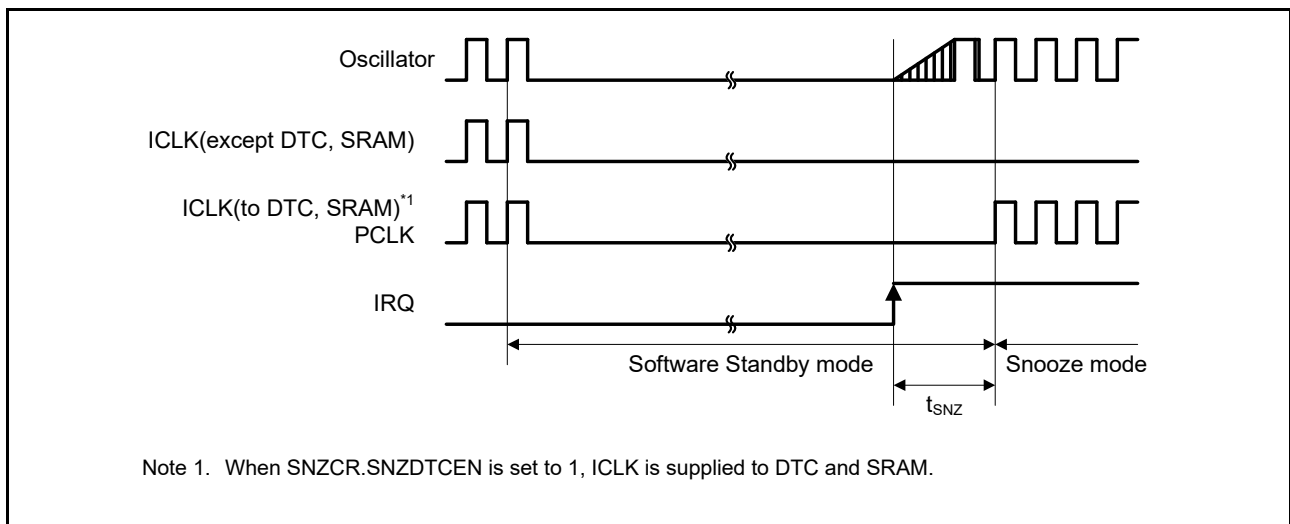 Oscillator
ICLK(except DTC, SRAM)
ICLK(to DTC, SRAM)*1
PCLK
IRQ
Software Standby mode
Snooze mode
tSNZ
Note 1. When SNZCR.SNZDTCEN is set to 1, ICLK is supplied to DTC and SRAM.